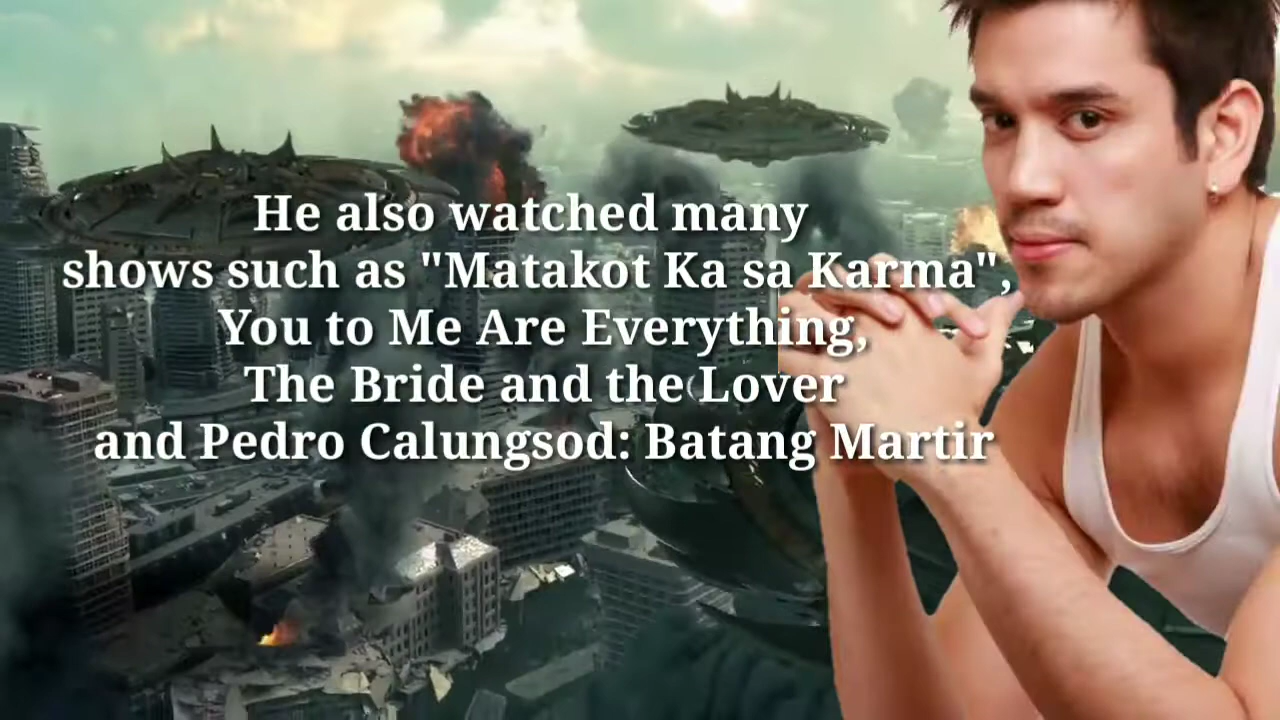 He also watched many
shows such as "Matakot Ka sa Karma",
You to Me Are Everything,
The Bride and the Lover
and Pedro Calungsod: Batang Martir